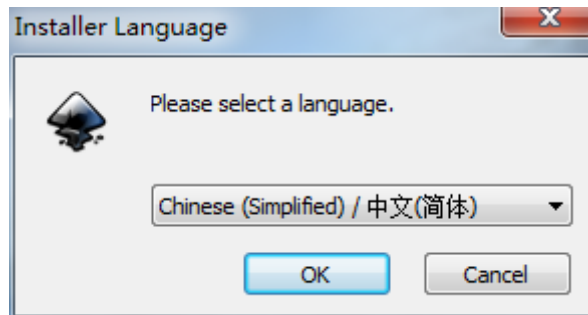 Installer Language
Please select a language.
Chinese (Simplified) / 中文(简体)
OK
Cancel